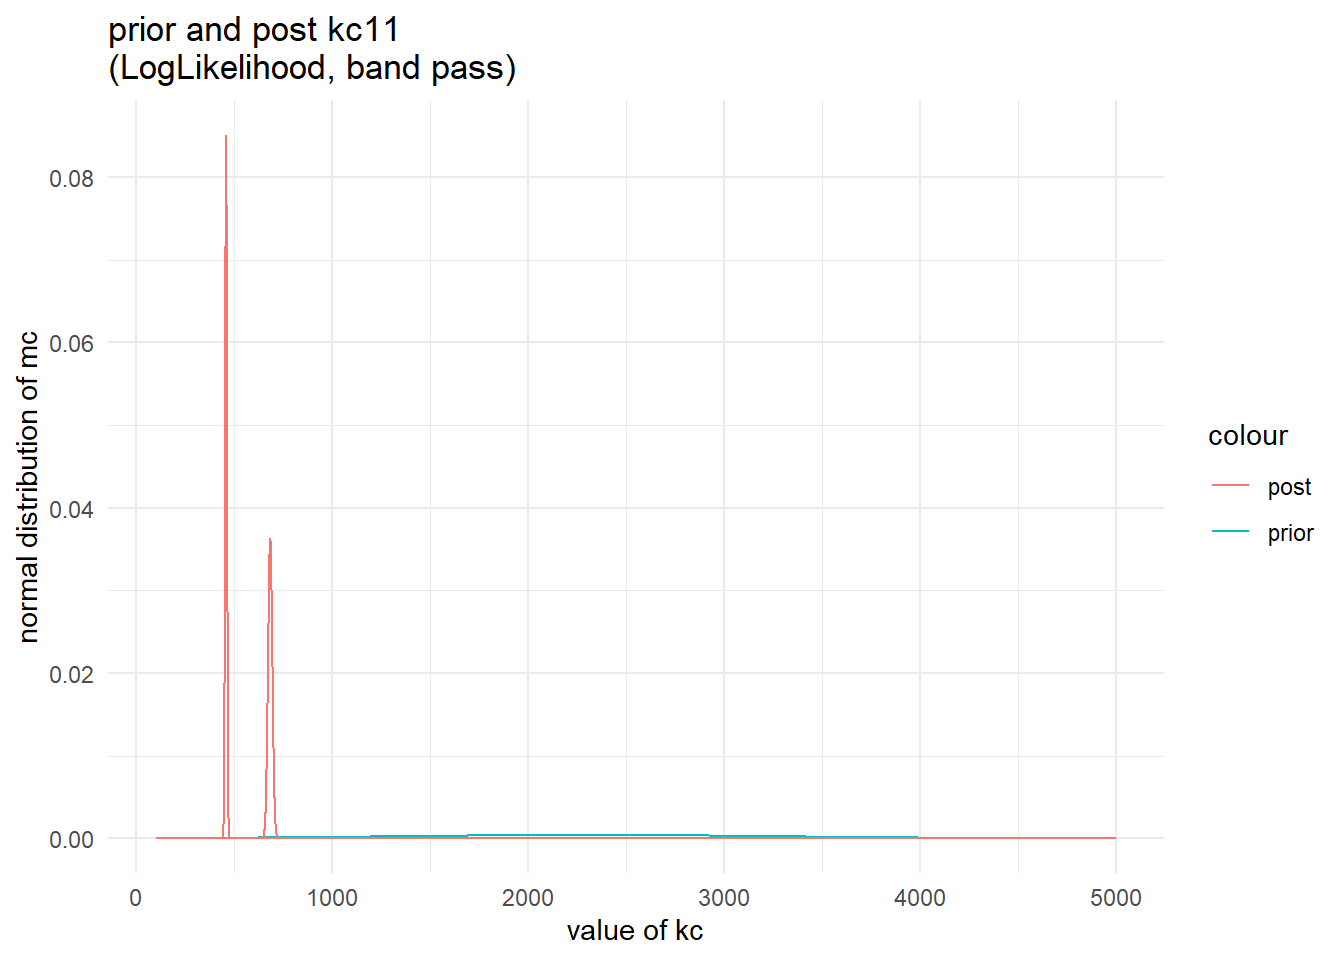 prior and post kc11
(LogLikelihood, band pass)
normal distribution of mc
0.08
0.06
0.04
0.02
0.00
0
1000
2000
3000
4000
5000
value of kc
colour
post
prior